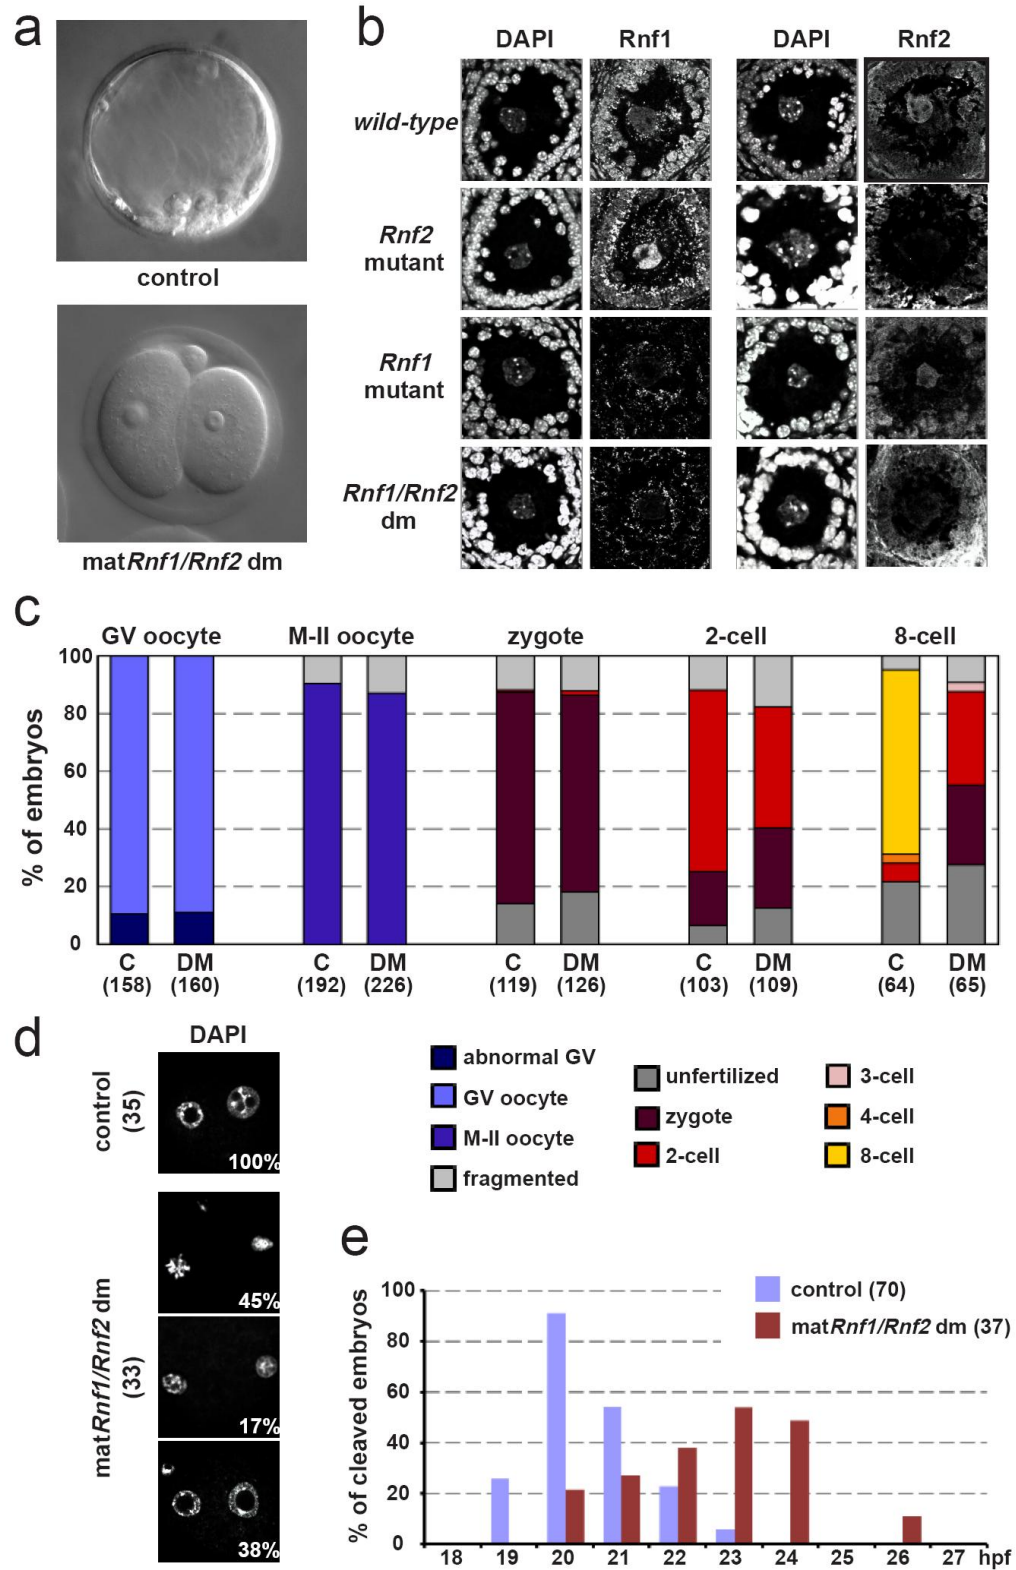 a
control
matRnf1/Rnf2 dm
b
DAPI Rnf1 DAPI Rnf2
wild-type
Rnf2
mutant
Rnf1
mutant
Rnf1/Rnf2
dm
c
GV oocyte M-II oocyte zygote 2-cell 8-cell
% of embryos
100
80
60
40
20
0
C DM C DM C DM C DM C DM
(158) (160) (192) (226) (119) (126) (103) (109) (64) (65)
d
DAPI
control
(35)
100%
matRnf1/Rnf2 dm
(33)
45%
17%
38%
abnormal GV
GV oocyte
M-II oocyte
fragmented
unfertilized
zygote
2-cell
3-cell
4-cell
8-cell
e
control (70)
matRnf1/Rnf2 dm (37)
% of cleaved embryos
100
80
60
40
20
0
18 19 20 21 22 23 24 25 26 27 hpf